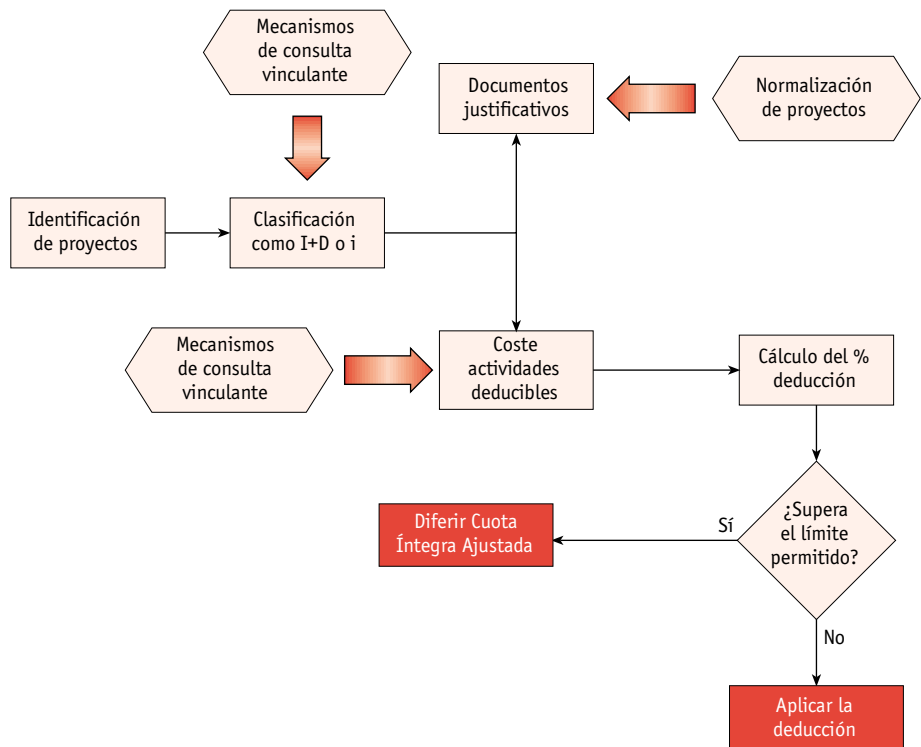 Mecanismos
de consulta
vinculante
Documentos
justificativos
Normalización
de proyectos
Identificación
de proyectos
Clasificación
como I+D o i
Mecanismos
de consulta
vinculante
Coste
actividades
deducibles
Cálculo del %
deducción
Diferir Cuota
Íntegra Ajustada
Sí
¿Supera
el límite
permitido?
No
Aplicar la
deducción